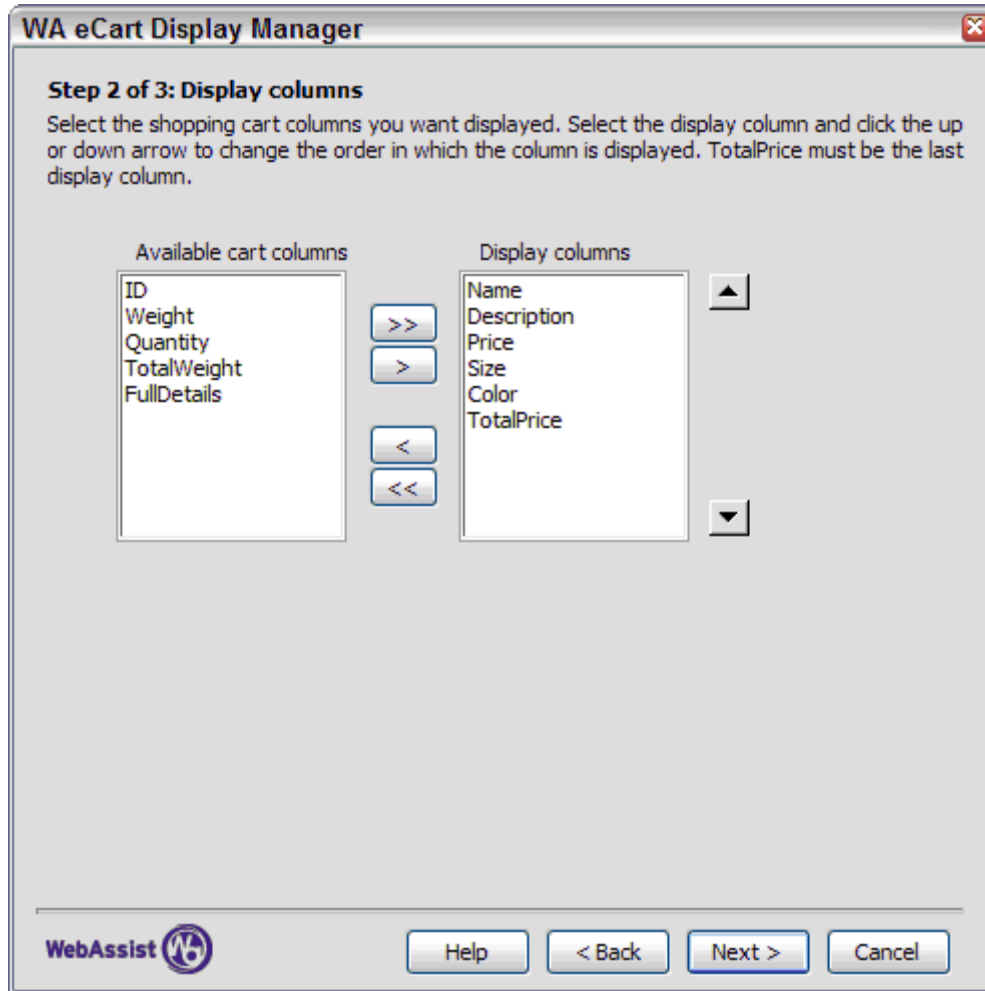 WA eCart Display Manager
Step 2 of 3: Display columns
Select the shopping cart columns you want displayed. Select the display column and click the up
or down arrow to change the order in which the column is displayed. TotalPrice must be the last
display column.
Available cart columns
ID
Weight
Quantity
TotalWeight
FullDetails
>>
>
<
<<
Display columns
Name
Description
Price
Size
Color
TotalPrice
WebAssist
Help
< Back
Next >
Cancel